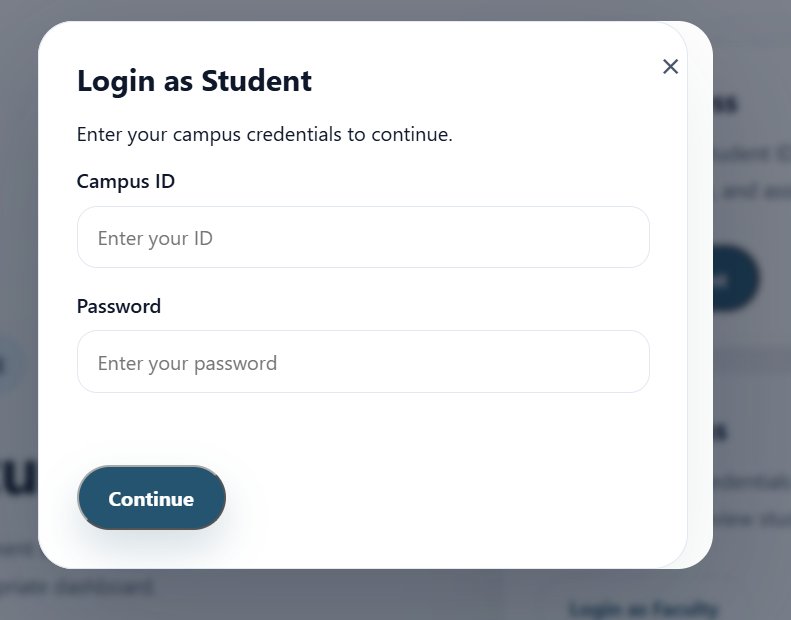 Login as Student
Enter your campus credentials to continue.
Campus ID
Enter your ID
Password
Enter your password
Continue
Login as Faculty